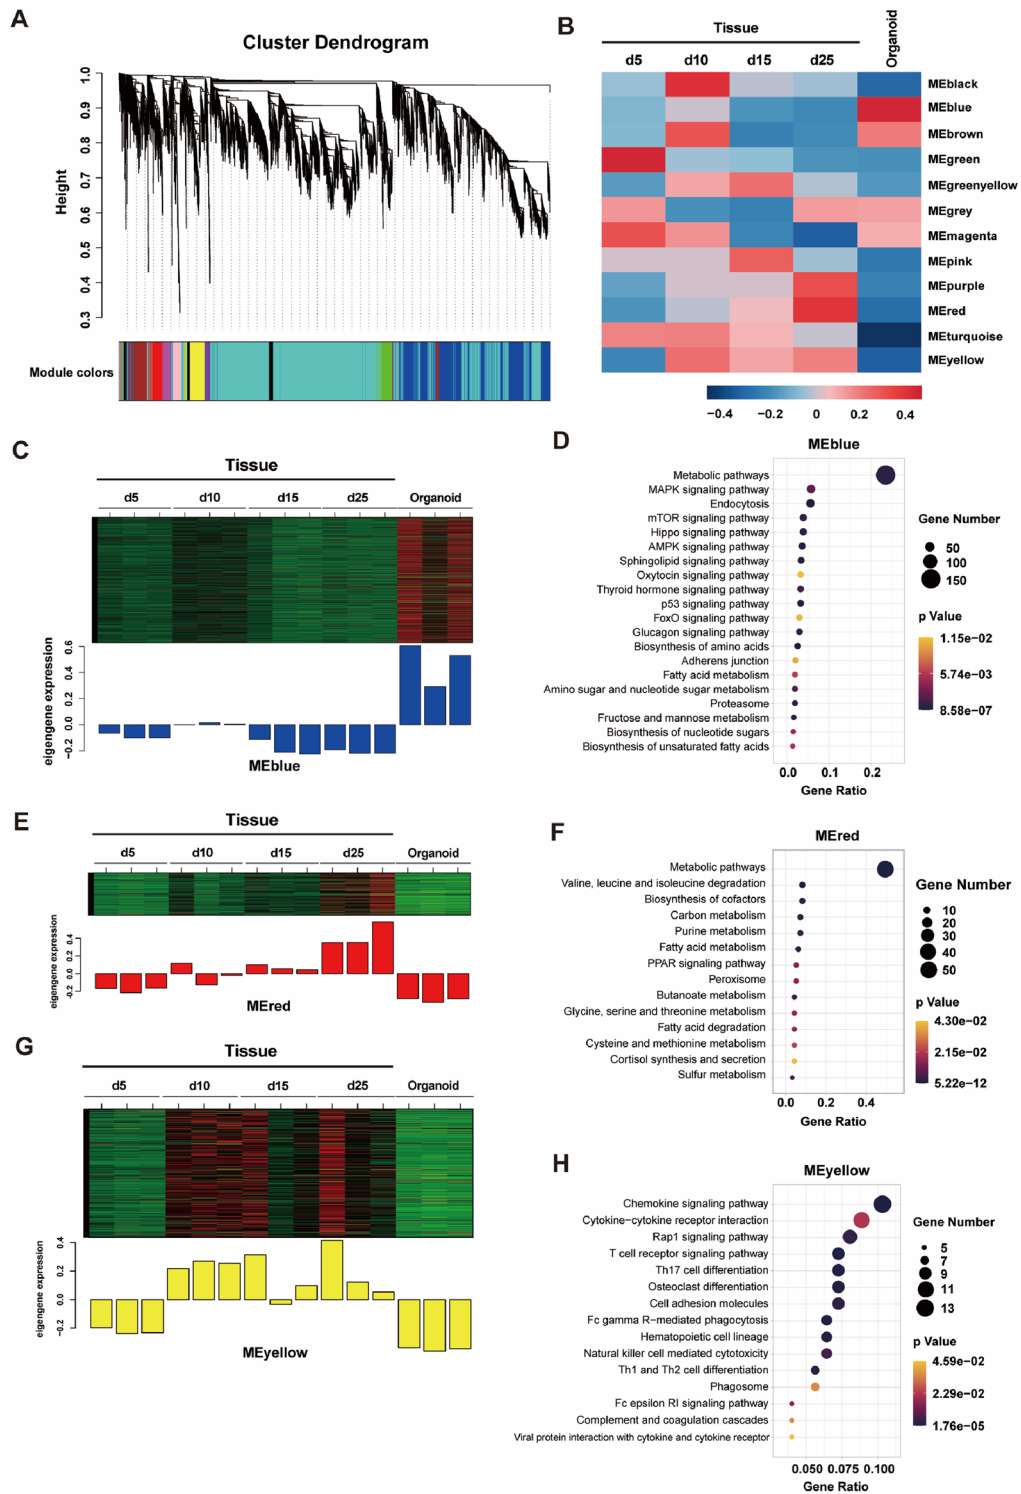 A
Cluster Dendrogram
Height
1.0
0.9
0.8
0.7
0.6
0.5
0.4
0.3
Module colors
B
Tissue
Organoid
d5 d10 d15 d25
MEblack
MEblue
MEbrown
MEgreen
MEgreenyellow
MEgrey
MEmagenta
MEpink
MEpurple
MEred
MEturquoise
MEyellow
−0.4 −0.2 0 0.2 0.4
C
Tissue
d5 d10 d15 d25 Organoid
eigengene expression
0.6
0.4
0.2
0.0
−0.2
MEblue
D
MEblue
Metabolic pathways
MAPK signaling pathway
Endocytosis
mTOR signaling pathway
Hippo signaling pathway
AMPK signaling pathway
Sphingolipid signaling pathway
Oxytocin signaling pathway
Thyroid hormone signaling pathway
p53 signaling pathway
FoxO signaling pathway
Glucagon signaling pathway
Biosynthesis of amino acids
Adherens junction
Fatty acid metabolism
Amino sugar and nucleotide sugar metabolism
Proteasome
Fructose and mannose metabolism
Biosynthesis of nucleotide sugars
Biosynthesis of unsaturated fatty acids
0.0 0.1 0.2
Gene Ratio
Gene Number
50
100
150
p Value
1.15e−02
5.74e−03
8.58e−07
E
Tissue
d5 d10 d15 d25 Organoid
eigengene expression
0.4
0.2
0.0
−0.2
MEred
F
MEred
Metabolic pathways
Valine, leucine and isoleucine degradation
Biosynthesis of cofactors
Carbon metabolism
Purine metabolism
Fatty acid metabolism
PPAR signaling pathway
Peroxisome
Butanoate metabolism
Glycine, serine and threonine metabolism
Fatty acid degradation
Cysteine and methionine metabolism
Cortisol synthesis and secretion
Sulfur metabolism
0.0 0.2 0.4
Gene Ratio
Gene Number
10
20
30
40
50
p Value
4.30e−02
2.15e−02
5.22e−12
G
Tissue
d5 d10 d15 d25 Organoid
eigengene expression
0.4
0.2
0.0
−0.2
MEyellow
H
MEyellow
Chemokine signaling pathway
Cytokine−cytokine receptor interaction
Rap1 signaling pathway
T cell receptor signaling pathway
Th17 cell differentiation
Osteoclast differentiation
Cell adhesion molecules
Fc gamma R−mediated phagocytosis
Hematopoietic cell lineage
Natural killer cell mediated cytotoxicity
Th1 and Th2 cell differentiation
Phagosome
Fc epsilon RI signaling pathway
Complement and coagulation cascades
Viral protein interaction with cytokine and cytokine receptor
0.050 0.075 0.100
Gene Ratio
Gene Number
5
7
9
11
13
p Value
4.59e−02
2.29e−02
1.76e−05